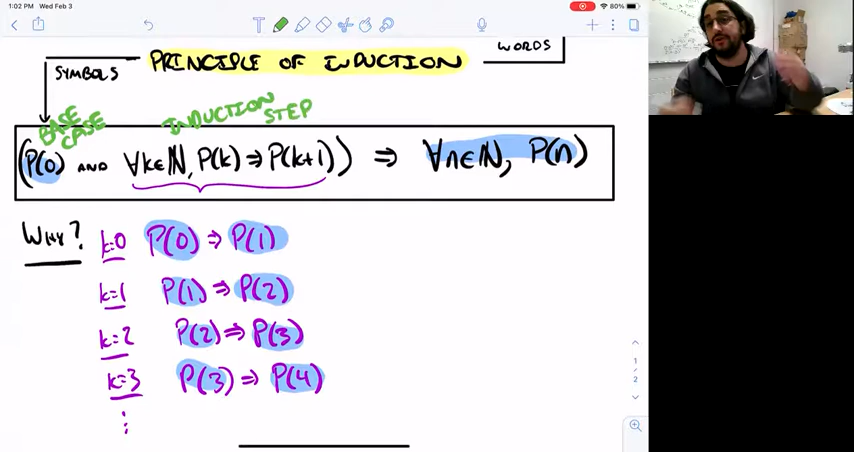 1:02 PM Wed Feb 3
80%
WORDS
SYMBOLS
PRINCIPLE OF INDUCTION
BASE CASE
INDUCTION STEP
(P(0) AND ∀k∈ℕ, P(k) ⇒ P(k+1)) ⇒ ∀n∈ℕ, P(n)
WHY?
k=0 P(0) ⇒ P(1)
k=1 P(1) ⇒ P(2)
k=2 P(2) ⇒ P(3)
k=3 P(3) ⇒ P(4)
⋮
1
2